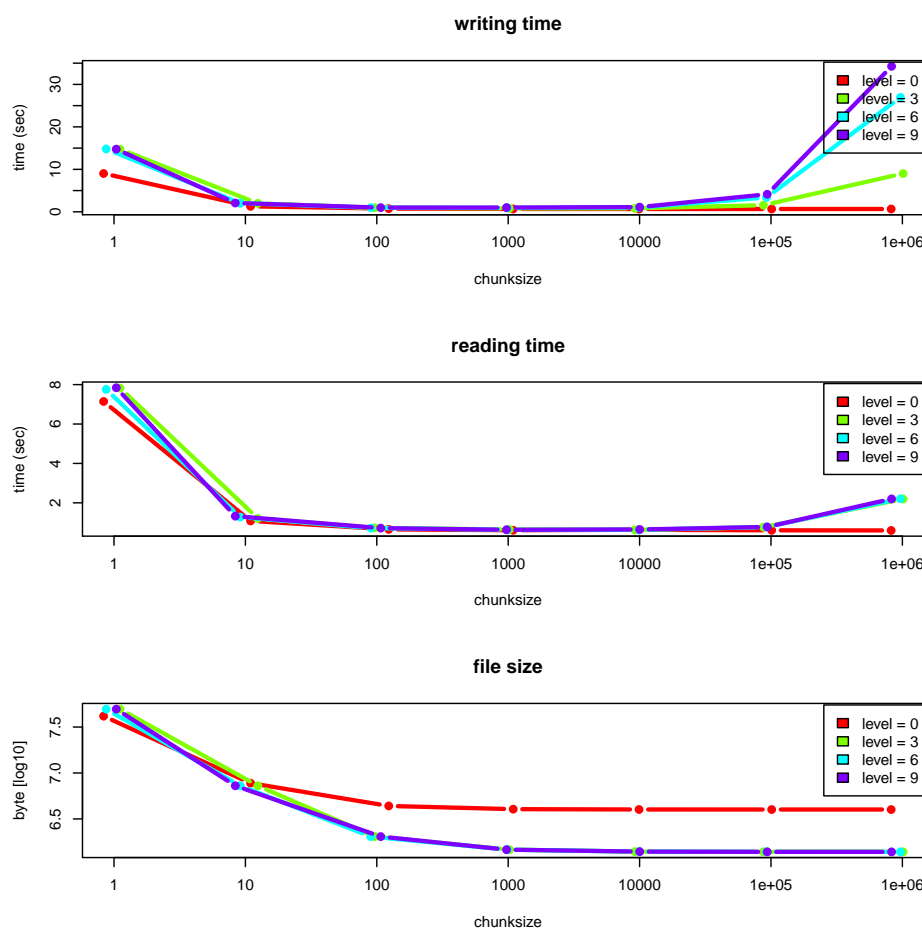 writing time
time (sec)
0
10
20
30
level = 0
level = 3
level = 6
level = 9
1
10
100
1000
10000
1e+05
1e+06
chunksize
reading time
time (sec)
2
4
6
8
level = 0
level = 3
level = 6
level = 9
1
10
100
1000
10000
1e+05
1e+06
chunksize
file size
byte [log10]
6.5
7.0
7.5
level = 0
level = 3
level = 6
level = 9
1
10
100
1000
10000
1e+05
1e+06
chunksize